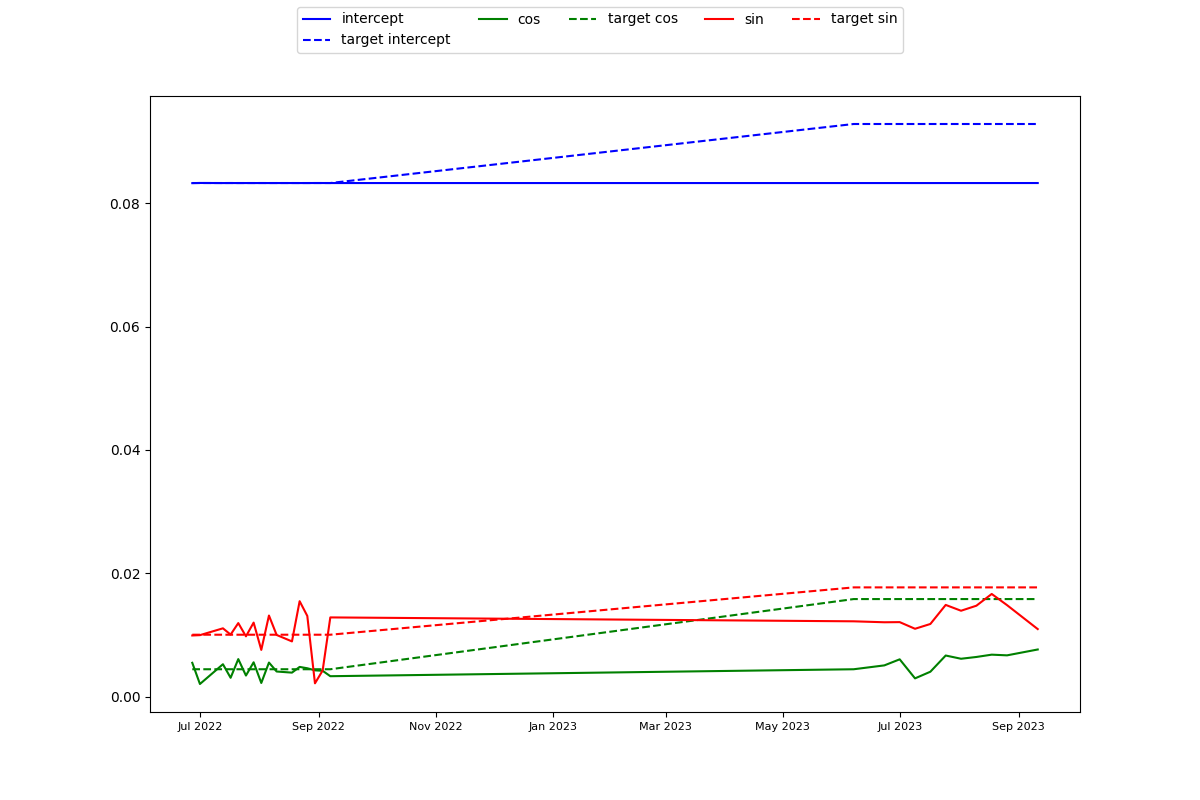 intercept cos target cos sin target sin
target intercept
0.08
0.06
0.04
0.02
0.00
Jul 2022 Sep 2022 Nov 2022 Jan 2023 Mar 2023 May 2023 Jul 2023 Sep 2023